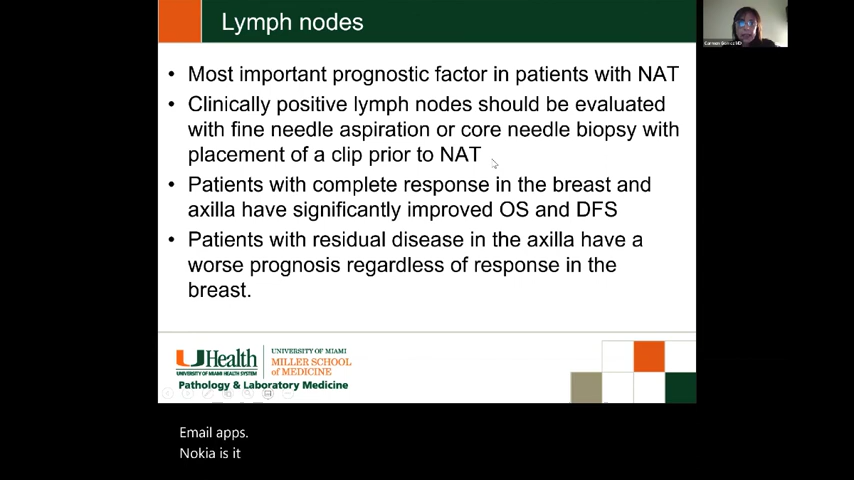 Lymph nodes
• Most important prognostic factor in patients with NAT
• Clinically positive lymph nodes should be evaluated
with fine needle aspiration or core needle biopsy with
placement of a clip prior to NAT
• Patients with complete response in the breast and
axilla have significantly improved OS and DFS
• Patients with residual disease in the axilla have a
worse prognosis regardless of response in the
breast.
UHealth
UNIVERSITY OF MIAMI HEALTH SYSTEM
UNIVERSITY OF MIAMI
MILLER SCHOOL
of MEDICINE
Pathology & Laboratory Medicine
Email apps.
Nokia is it